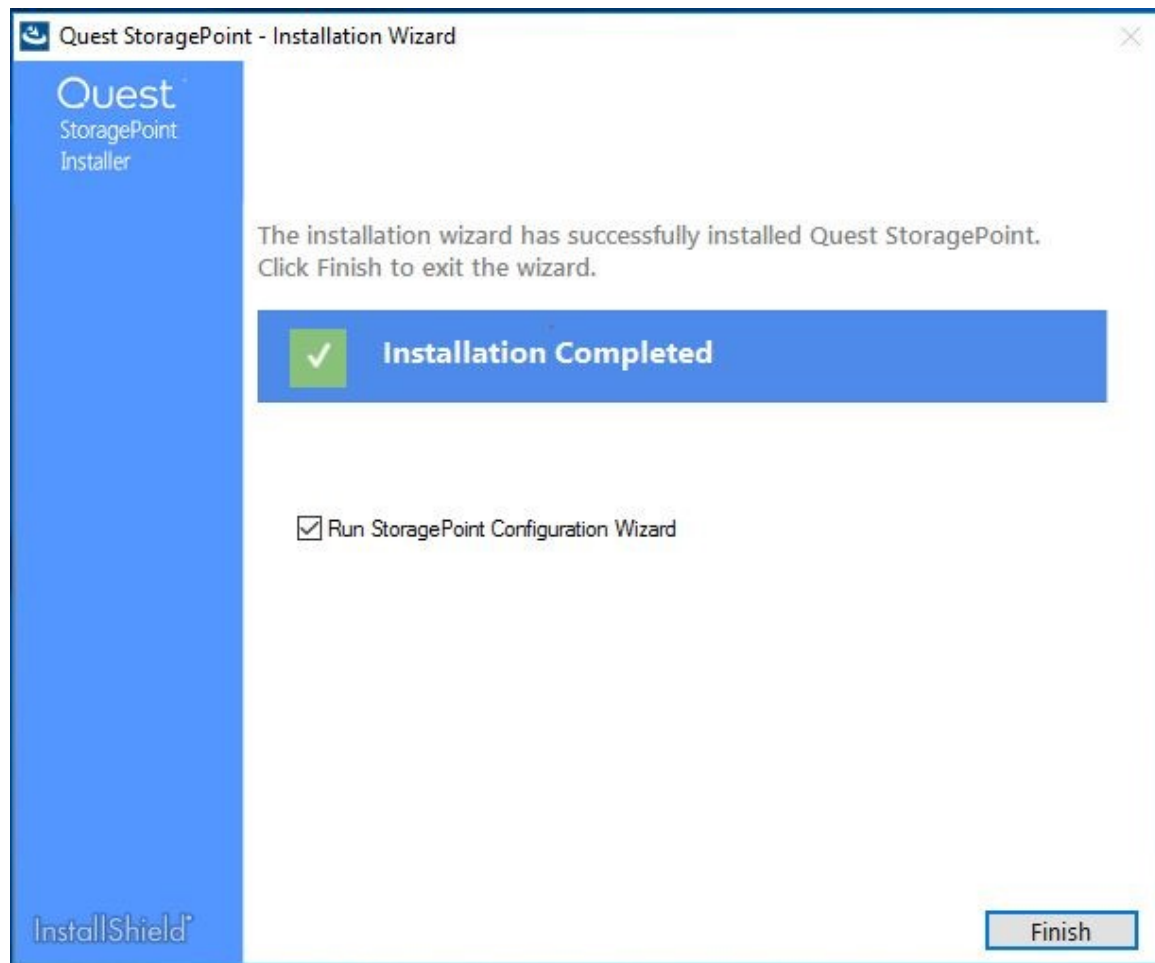 Quest StoragePoint - Installation Wizard
Quest
StoragePoint
Installer
The installation wizard has successfully installed Quest StoragePoint.
Click Finish to exit the wizard.
Installation Completed
Run StoragePoint Configuration Wizard
InstallShield
Finish